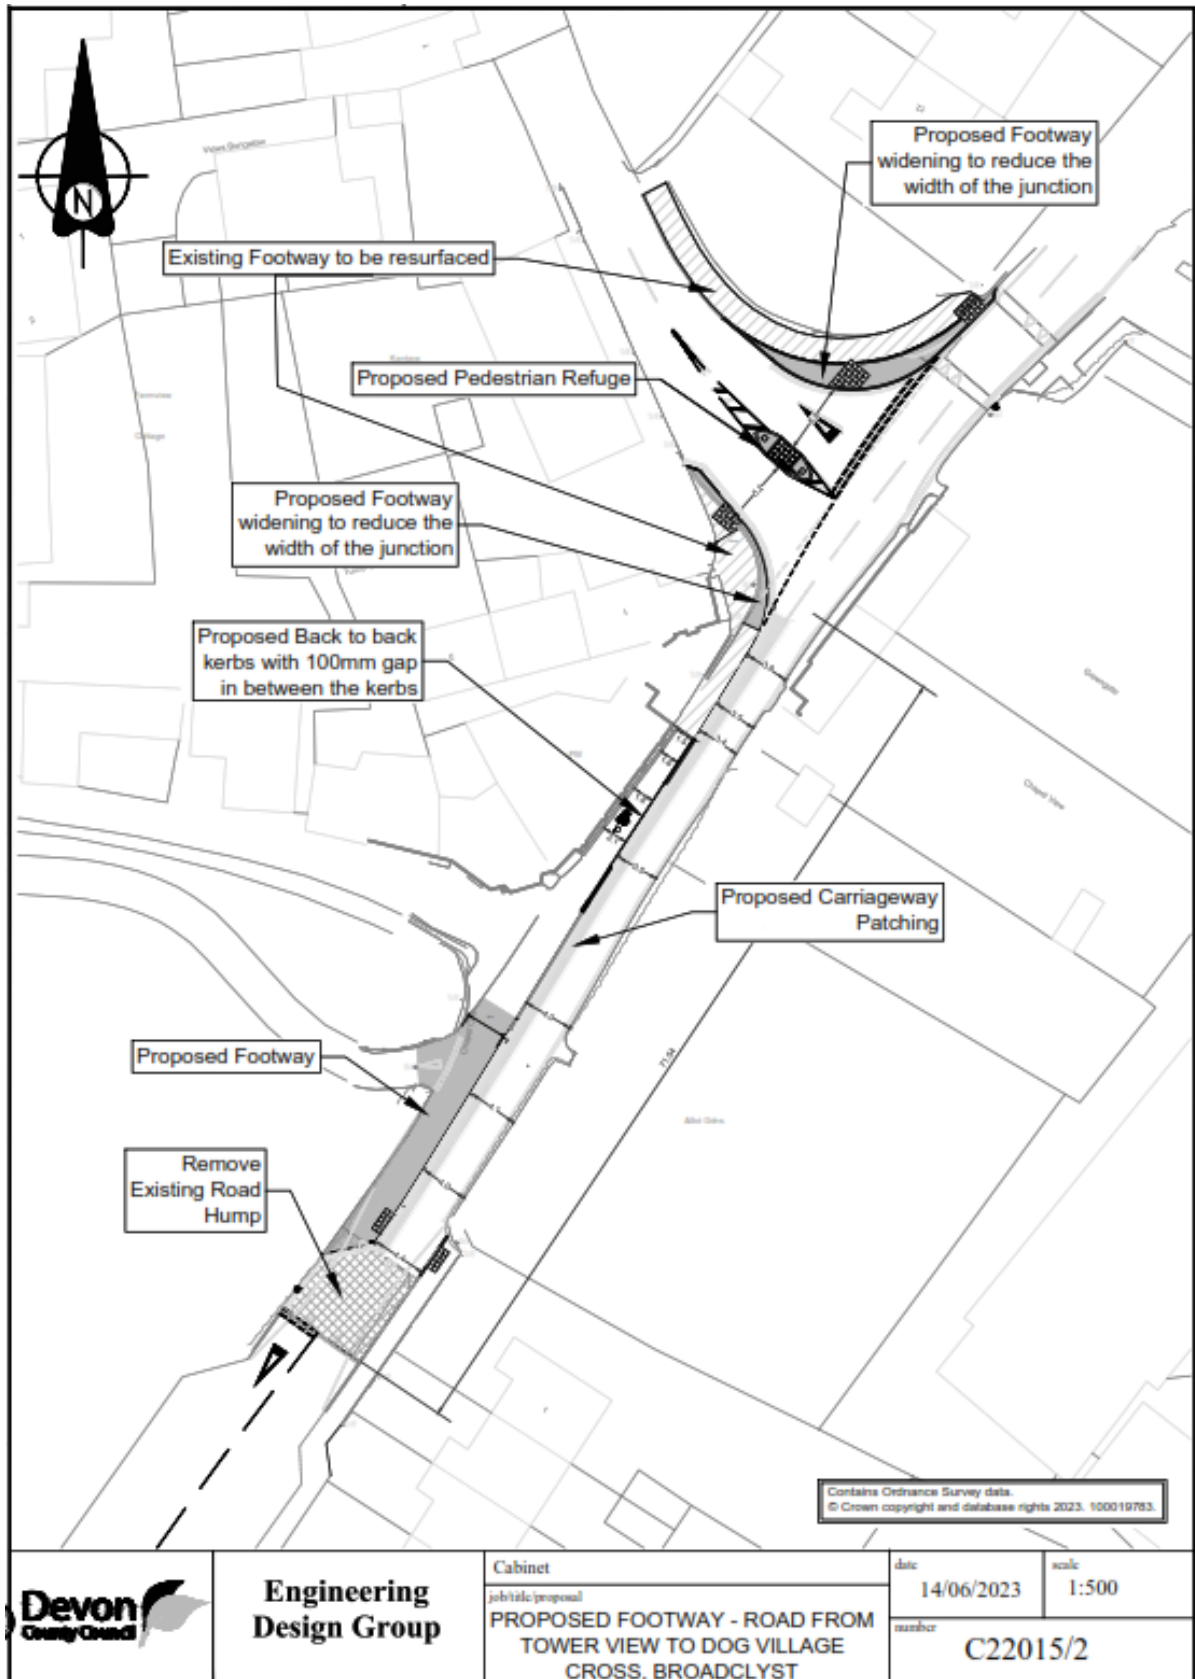 Proposed Footway
widening to reduce the
width of the junction
N
Existing Footway to be resurfaced
Proposed Pedestrian Refuge
Proposed Footway
widening to reduce the
width of the junction
Proposed Back to back
kerbs with 100mm gap
in between the kerbs
Chapel View
Proposed Carriageway
Patching
71.54
Proposed Footway
Remove
Existing Road
Hump
Contains Ordnance Survey data.
© Crown copyright and database rights 2023. 100019783.
Devon
County Council
Engineering
Design Group
Cabinet
job/title/proposal
PROPOSED FOOTWAY - ROAD FROM
TOWER VIEW TO DOG VILLAGE
CROSS, BROADCLYST
date
14/06/2023
scale
1:500
number
C22015/2